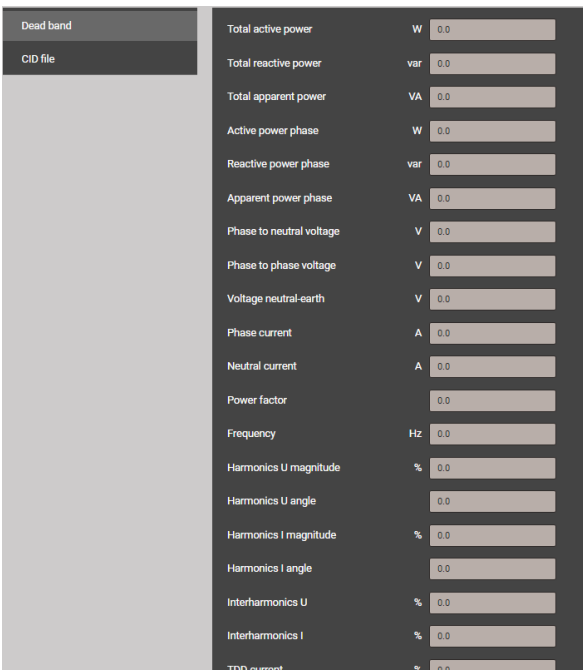 Dead band
CID file
Total active power W 0.0
Total reactive power var 0.0
Total apparent power VA 0.0
Active power phase W 0.0
Reactive power phase var 0.0
Apparent power phase VA 0.0
Phase to neutral voltage V 0.0
Phase to phase voltage V 0.0
Voltage neutral-earth V 0.0
Phase current A 0.0
Neutral current A 0.0
Power factor 0.0
Frequency Hz 0.0
Harmonics U magnitude % 0.0
Harmonics U angle 0.0
Harmonics I magnitude % 0.0
Harmonics I angle 0.0
Interharmonics U % 0.0
Interharmonics I % 0.0
TDD current % 0.0